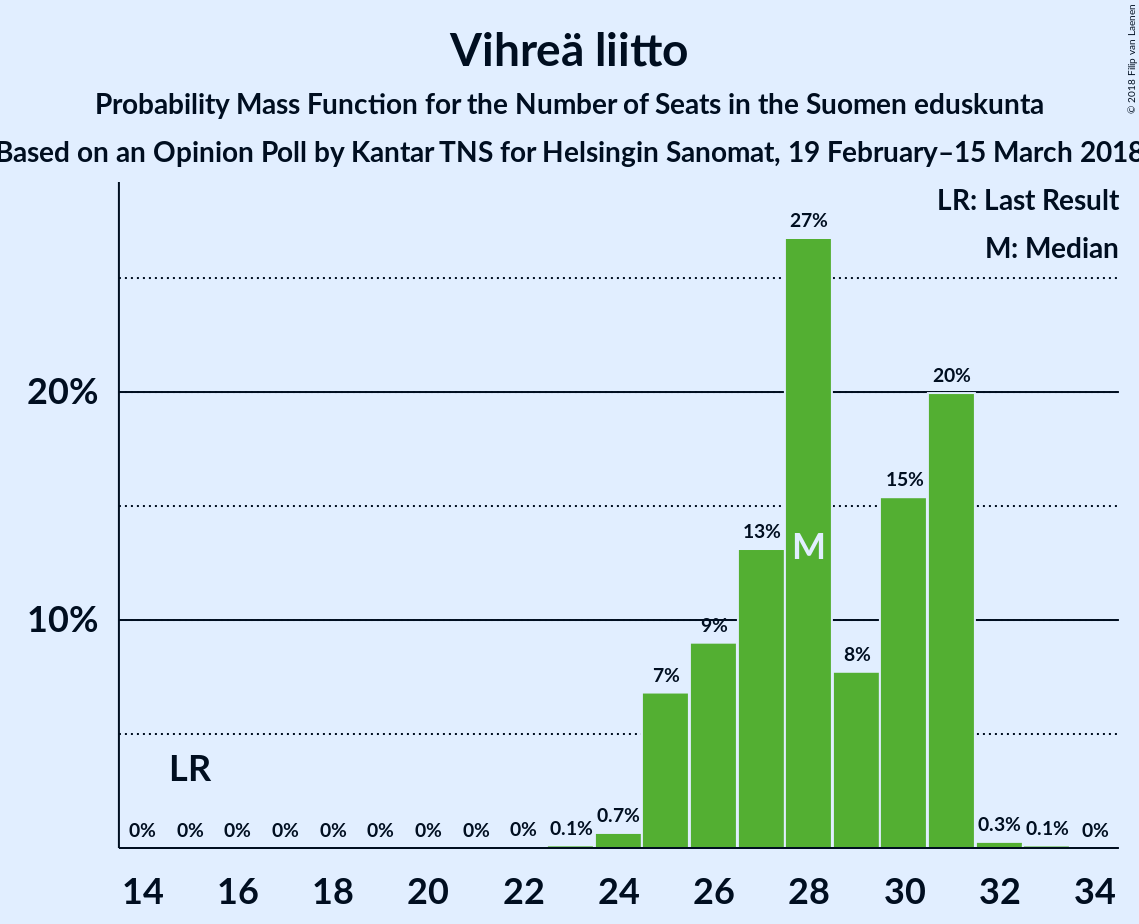 Vihreä liitto
Probability Mass Function for the Number of Seats in the Suomen eduskunta
Based on an Opinion Poll by Kantar TNS for Helsingin Sanomat, 19 February–15 March 2018
© 2018 Filip van Laenen
LR: Last Result
M: Median
27%
20%
20%
15%
13%
M
10%
9%
8%
7%
LR
0% 0% 0% 0% 0% 0% 0% 0% 0% 0.1% 0.7% 0.3% 0.1% 0%
14 16 18 20 22 24 26 28 30 32 34